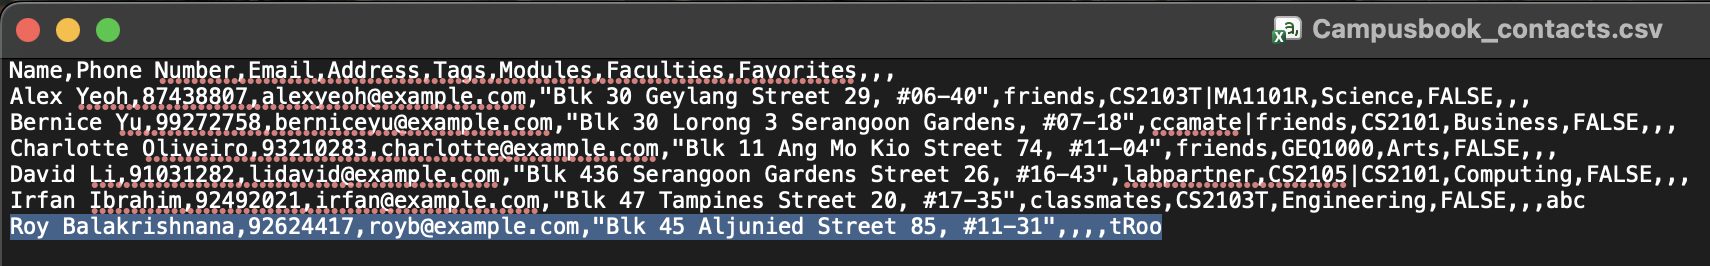 Campusbook_contacts.csv
Name,Phone Number,Email,Address,Tags,Modules,Faculties,Favorites,,,
Alex Yeoh,87438807,alexyeoh@example.com,"Blk 30 Geylang Street 29, #06-40",friends,CS2103T|MA1101R,Science,FALSE,,,
Bernice Yu,99272758,berniceyu@example.com,"Blk 30 Lorong 3 Serangoon Gardens, #07-18",ccamate|friends,CS2101,Business,FALSE,,,
Charlotte Oliveiro,93210283,charlotte@example.com,"Blk 11 Ang Mo Kio Street 74, #11-04",friends,GEQ1000,Arts,FALSE,,,
David Li,91031282,lidavid@example.com,"Blk 436 Serangoon Gardens Street 26, #16-43",labpartner,CS2105|CS2101,Computing,FALSE,,,
Irfan Ibrahim,92492021,irfan@example.com,"Blk 47 Tampines Street 20, #17-35",classmates,CS2103T,Engineering,FALSE,,,abc
Roy Balakrishnana,92624417,royb@example.com,"Blk 45 Aljunied Street 85, #11-31",,,,tRoo